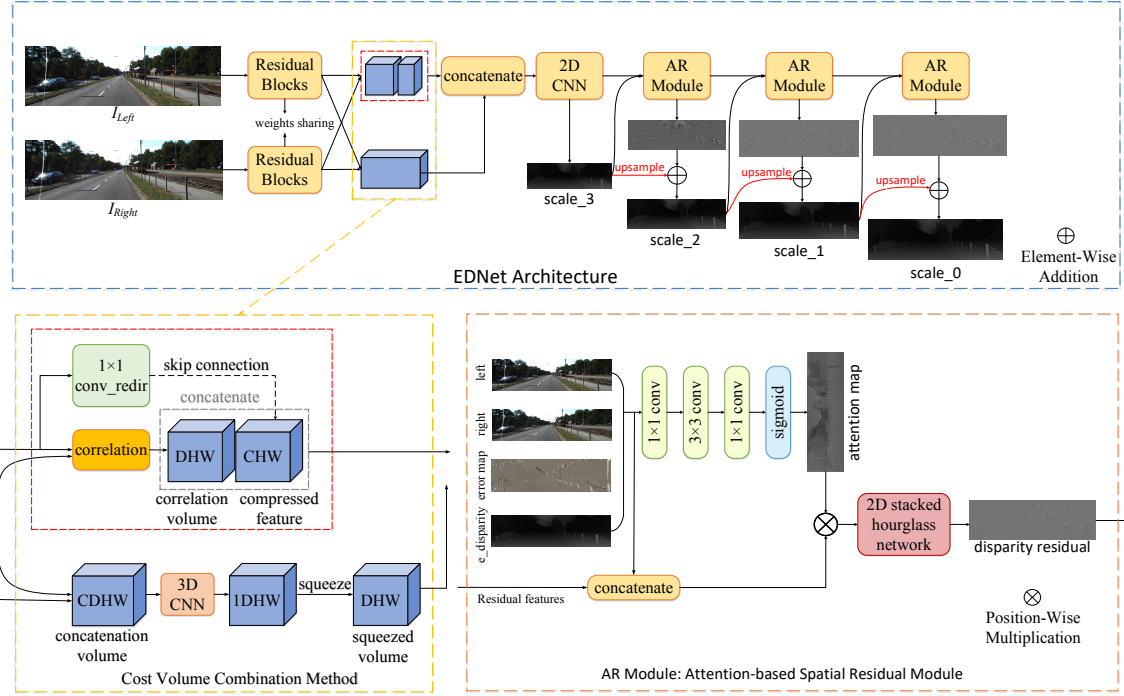 I_Left
I_Right
Residual
Blocks
weights sharing
Residual
Blocks
concatenate
2D
CNN
AR
Module
AR
Module
AR
Module
upsample
upsample
upsample
scale_3
scale_2
scale_1
scale_0
Element-Wise
Addition
EDNet Architecture
1×1
conv_redir
skip connection
concatenate
correlation
DHW
CHW
correlation
volume
compressed
feature
CDHW
3D
CNN
1DHW
squeeze
DHW
concatenation
volume
squeezed
volume
Cost Volume Combination Method
left
right
error map
e_disparity
1×1 conv
3×3 conv
1×1 conv
sigmoid
attention map
2D stacked
hourglass
network
disparity residual
Residual features
concatenate
Position-Wise
Multiplication
AR Module: Attention-based Spatial Residual Module